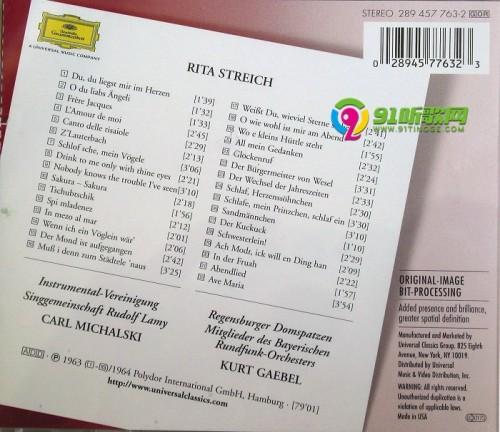 STEREO 289 457 763-2 GOR
Deutsche
Grammophon
A UNIVERSAL MUSIC COMPANY
0 28945 77632 3
RITA STREICH
Du, du liegst mir im Herzen [1'39]
O du liabs Ängeli [1'32]
Frère Jacques [1'33]
L'Amour de moi [2'45]
Canto delle risaiole [2'29]
Z'Lauterbach [2'13]
Schlof sche, mein Vögele [3'06]
Drink to me only with thine eyes [2'21]
Nobody knows the trouble I've seen [3'10]
Sakura – Sakura [2'18]
Tschubtschik [1'56]
Spi mladenez [2'12]
In mezo al mar [2'01]
Wenn ich ein Vöglein wär' [2'06]
Der Mond ist aufgegangen [2'42]
Muß i denn zum Städtele 'naus [3'25]
Instrumental-Vereinigung
Singgemeinschaft Rudolf Lamy
CARL MICHALSKI
Weißt Du, wieviel Sterne
O wie wohl ist mir am Abend
Wo e kleins Hüttle steht [2'42]
All mein Gedanken [1'55]
Glockenruf [2'32]
Der Bürgermeister von Wesel [3'31]
Der Wechsel der Jahreszeiten [2'33]
Schlaf, Herzenssöhnchen [2'24]
Schlafe, mein Prinzchen, schlaf ein [3'30]
Sandmännchen [2'34]
Der Kuckuck [2'10]
Schwesterlein! [2'27]
Ach Modr, ick will en Ding han [2'09]
In der Fruah [2'22]
Abendlied [1'57]
Ave Maria [3'54]
Regensburger Domspatzen
Mitglieder des Bayerischen
Rundfunk-Orchesters
KURT GAEBEL
91听歌网
WWW.91TINGGE.COM
ADD · Ⓟ 1963 /1964 Polydor International GmbH, Hamburg · [79'01]
http://www.universalclassics.com
ORIGINAL-IMAGE
BIT-PROCESSING
Added presence and brilliance,
greater spatial definition
Manufactured and Marketed by
Universal Classics Group, 825 Eighth
Avenue, New York, NY 10019.
Distributed by Universal
Music & Video Distribution, Inc.
WARNING: All rights reserved.
Unauthorized duplication is a
violation of applicable laws.
Made in USA